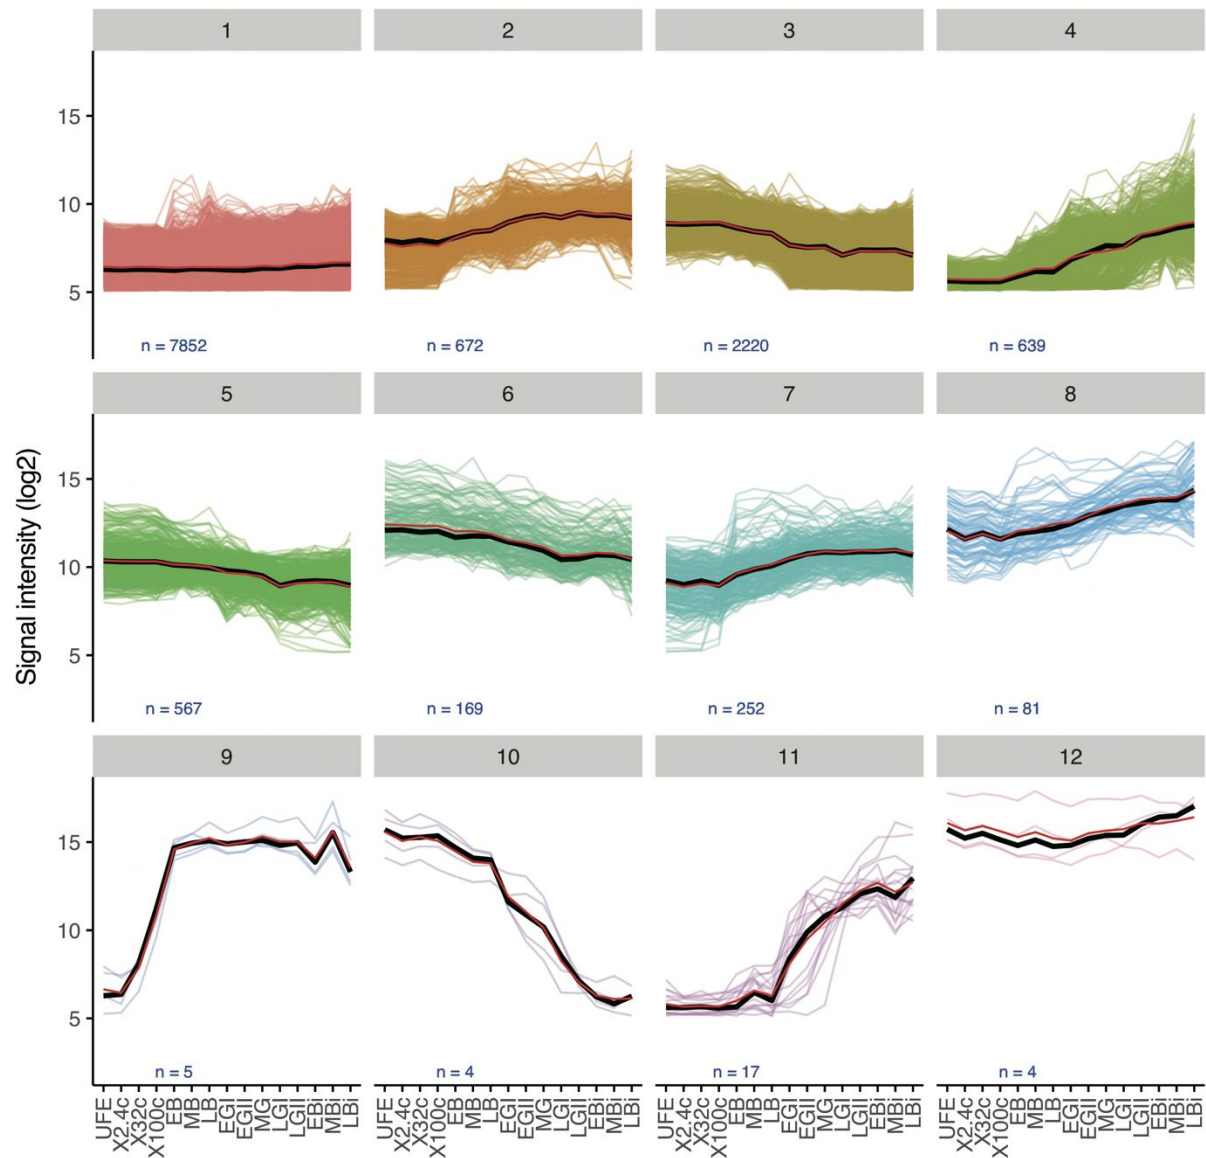 1 2 3 4
15
10
5
n = 7852 n = 672 n = 2220 n = 639
5 6 7 8
Signal intensity (log2)
15
10
5
n = 567 n = 169 n = 252 n = 81
9 10 11 12
15
10
5
n = 5 n = 4 n = 17 n = 4
UFE X2.4c X32c X100c EB MB LB EGI EGII MG LGI LGII EBi MBi LBi UFE X2.4c X32c X100c EB MB LB EGI EGII MG LGI LGII EBi MBi LBi UFE X2.4c X32c X100c EB MB LB EGI EGII MG LGI LGII EBi MBi LBi UFE X2.4c X32c X100c EB MB LB EGI EGII MG LGI LGII EBi MBi LBi